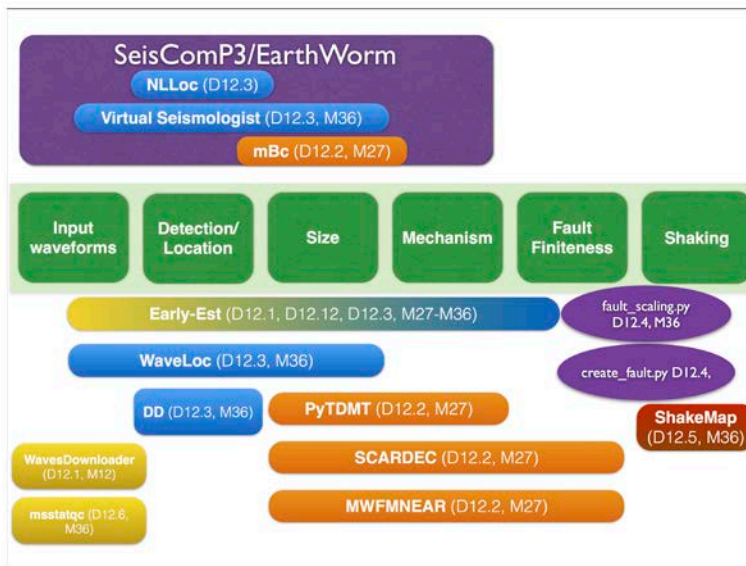 SeisComP3/EarthWorm
NLLoc (D12.3)
Virtual Seismologist (D12.3, M36)
mBc (D12.2, M27)
Input
waveforms
Detection/
Location
Size
Mechanism
Fault
Finiteness
Shaking
Early-Est (D12.1, D12.12, D12.3, M27-M36)
fault_scaling.py
D12.4, M36
WaveLoc (D12.3, M36)
create_fault.py D12.4,
DD (D12.3, M36)
PyTDMT (D12.2, M27)
ShakeMap
(D12.5, M36)
WavesDownloader
(D12.1, M12)
SCARDEC (D12.2, M27)
msstatqc (D12.6,
M36)
MWFMNEAR (D12.2, M27)